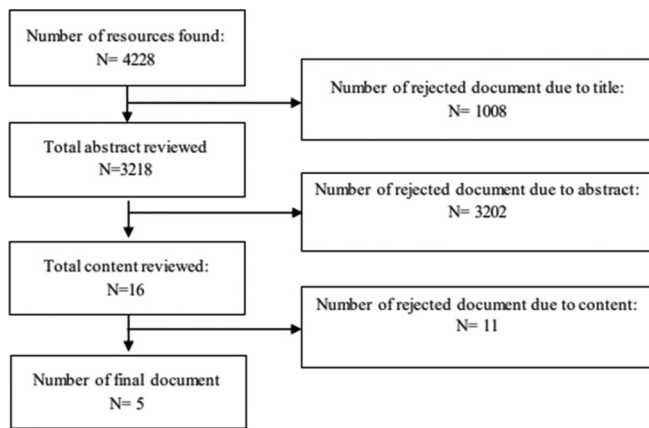 Number of resources found:
N= 4228
Number of rejected document due to title:
N= 1008
Total abstract reviewed
N=3218
Number of rejected document due to abstract:
N= 3202
Total content reviewed:
N=16
Number of rejected document due to content:
N= 11
Number of final document
N= 5